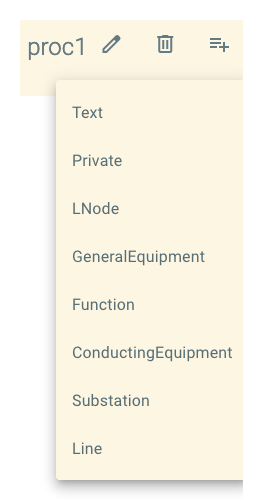 proc1
Text
Private
LNode
GeneralEquipment
Function
ConductingEquipment
Substation
Line